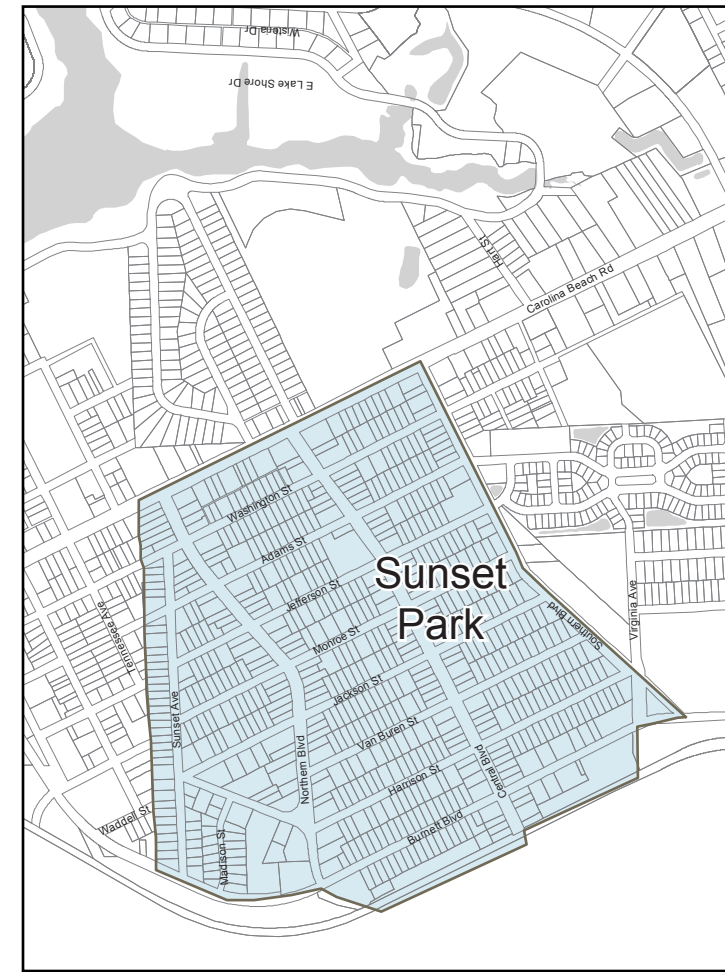 Wisteria Dr
E Lake Shore Dr
Hart St
Carolina Beach Rd
Washington St
Adams St
Jefferson St
Sunset
Park
Monroe St
Southern Blvd
Virginia Ave
Tennessee Ave
Jackson St
Sunset Ave
Van Buren St
Northern Blvd
Harrison St
Central Blvd
Burnett Blvd
Waddell St
Madison St